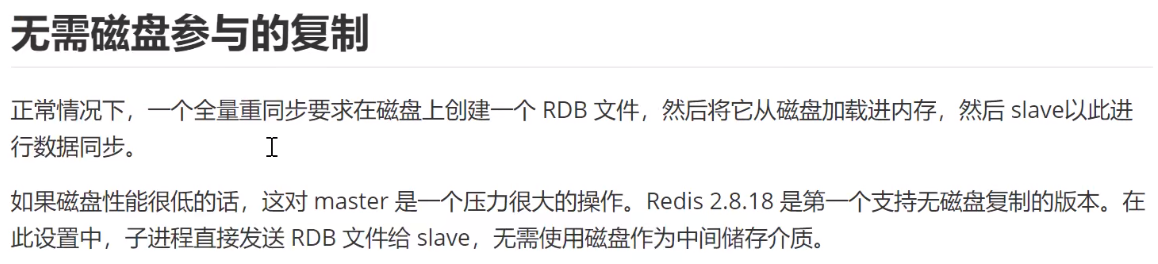 无需磁盘参与的复制
正常情况下，一个全量重同步要求在磁盘上创建一个 RDB 文件，然后将它从磁盘加载进内存，然后 slave以此进
行数据同步。
如果磁盘性能很低的话，这对 master 是一个压力很大的操作。Redis 2.8.18 是第一个支持无磁盘复制的版本。在
此设置中，子进程直接发送 RDB 文件给 slave，无需使用磁盘作为中间储存介质。